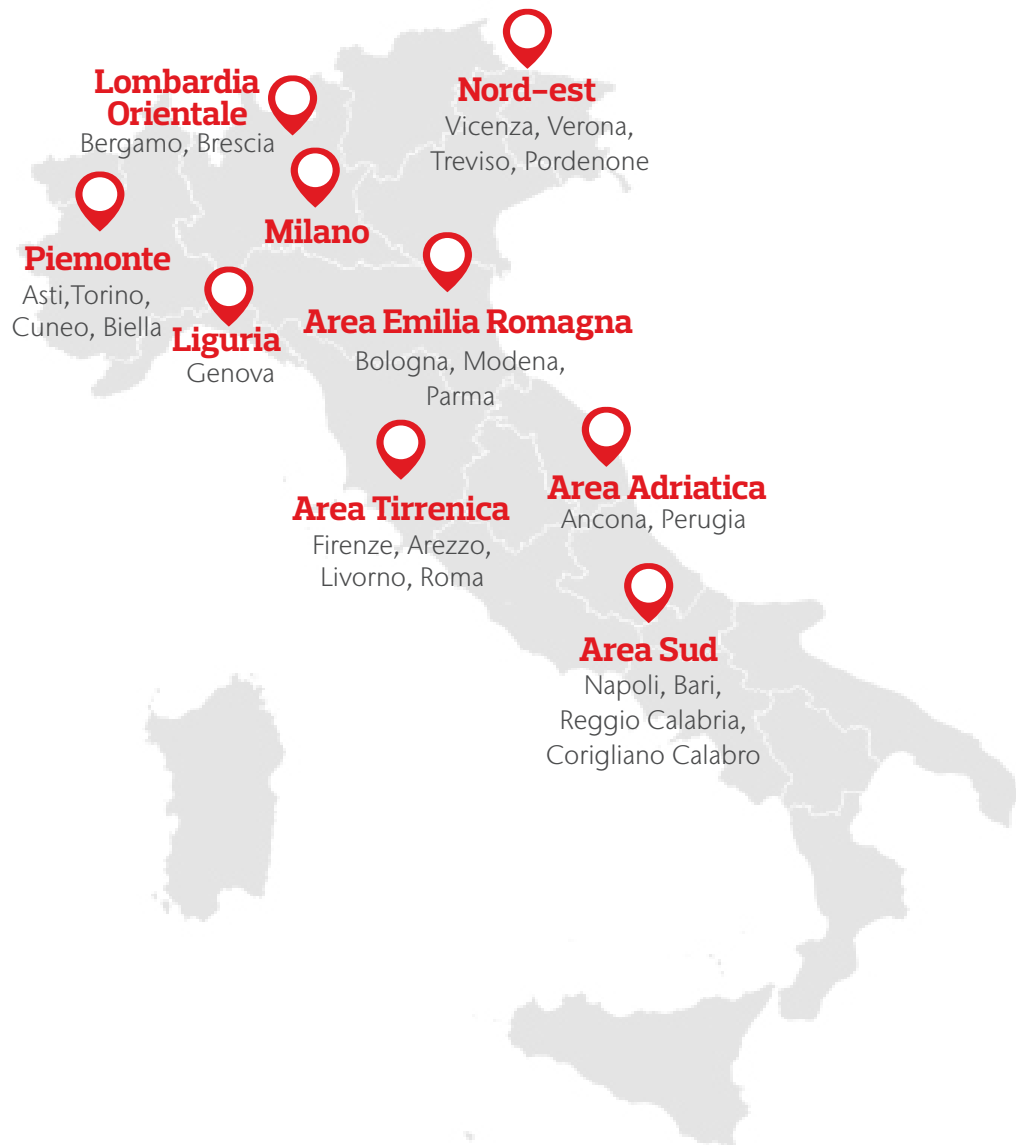 Lombardia
Orientale
Bergamo, Brescia
Nord-est
Vicenza, Verona,
Treviso, Pordenone
Milano
Piemonte
Asti,Torino,
Cuneo, Biella
Liguria
Genova
Area Emilia Romagna
Bologna, Modena,
Parma
Area Tirrenica
Firenze, Arezzo,
Livorno, Roma
Area Adriatica
Ancona, Perugia
Area Sud
Napoli, Bari,
Reggio Calabria,
Corigliano Calabro